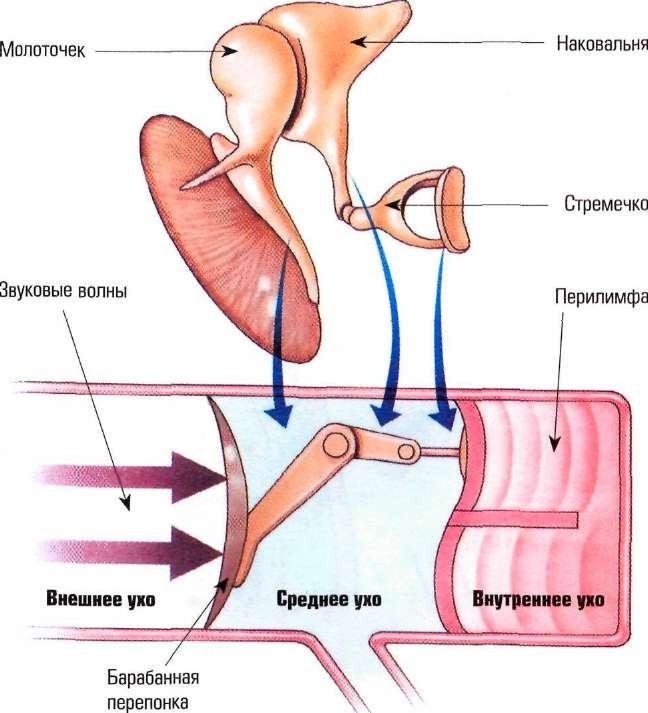 Молоточек
Наковальня
Стремечко
Звуковые волны
Перилимфа
Внешнее ухо
Среднее ухо
Внутреннее ухо
Барабанная
перепонка